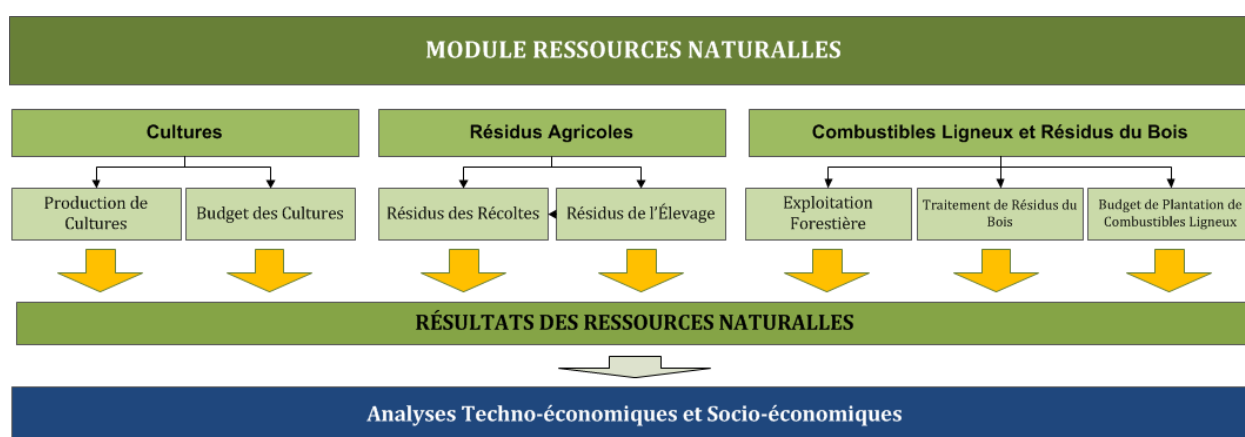 MODULE RESSOURCES NATURALLES
Cultures
Résidus Agricoles
Combustibles Ligneux et Résidus du Bois
Production de
Cultures
Budget des Cultures
Résidus des Récoltes
Résidus de l'Élevage
Exploitation
Forestière
Traitement de Résidus du
Bois
Budget de Plantation de
Combustibles Ligneux
RÉSULTATS DES RESSOURCES NATURALLES
Analyses Techno-économiques et Socio-économiques